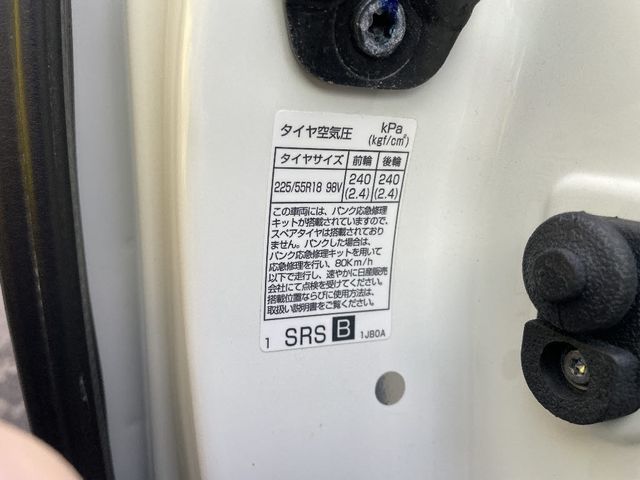 タイヤ空気圧 kPa
(kgf/c㎡)
タイヤサイズ 前輪 後輪
225/55R18 98V 240 240
(2.4) (2.4)
この車両には、パンク応急修理
キットが搭載されていますので、
スペアタイヤは搭載されており
ません。パンクした場合は、
パンク応急修理キットを用いて
応急修理を行い、80Km/h
以下で走行し、速やかに日産販売
会社にて点検を受けてください。
搭載位置ならびに使用方法は、
取扱い説明書をご覧ください。
1 SRS B 1JB0A